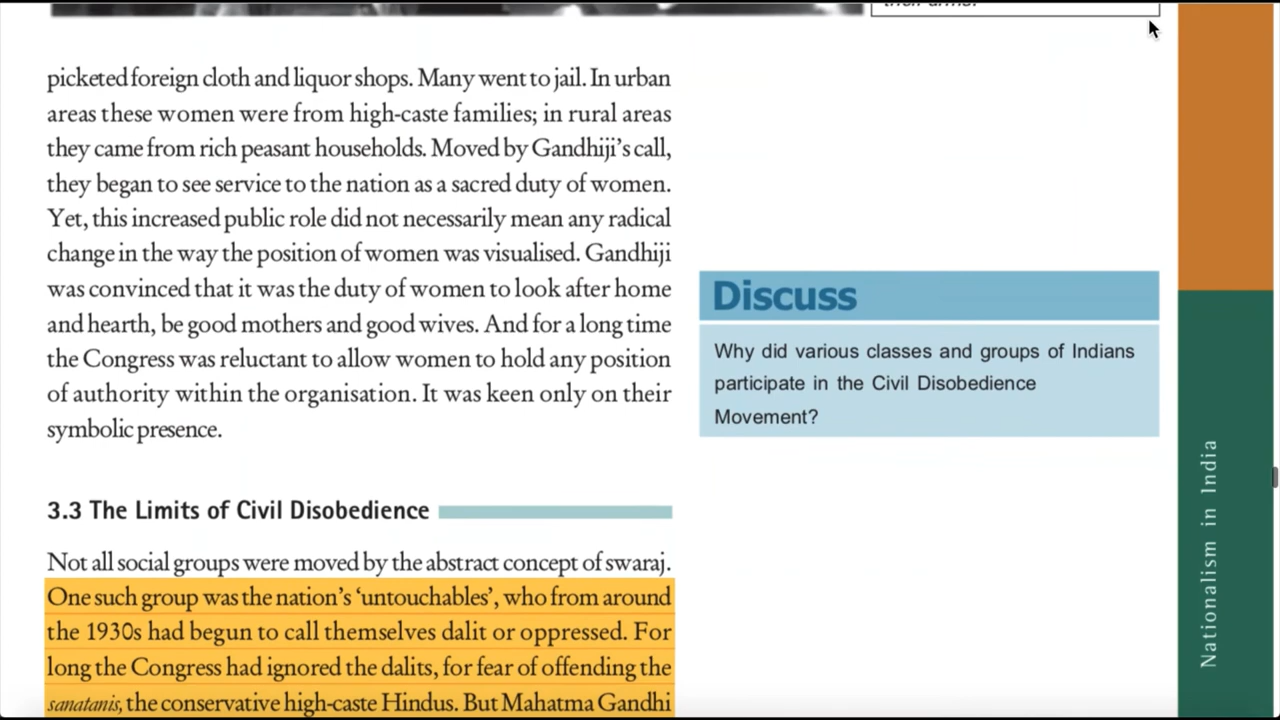 picketed foreign cloth and liquor shops. Many went to jail. In urban
areas these women were from high-caste families; in rural areas
they came from rich peasant households. Moved by Gandhiji's call,
they began to see service to the nation as a sacred duty of women.
Yet, this increased public role did not necessarily mean any radical
change in the way the position of women was visualised. Gandhiji
was convinced that it was the duty of women to look after home
and hearth, be good mothers and good wives. And for a long time
the Congress was reluctant to allow women to hold any position
of authority within the organisation. It was keen only on their
symbolic presence.
3.3 The Limits of Civil Disobedience
Not all social groups were moved by the abstract concept of swaraj.
One such group was the nation's 'untouchables', who from around
the 1930s had begun to call themselves dalit or oppressed. For
long the Congress had ignored the dalits, for fear of offending the
sanatanis, the conservative high-caste Hindus. But Mahatma Gandhi
Discuss
Why did various classes and groups of Indians
participate in the Civil Disobedience
Movement?
Nationalism in India